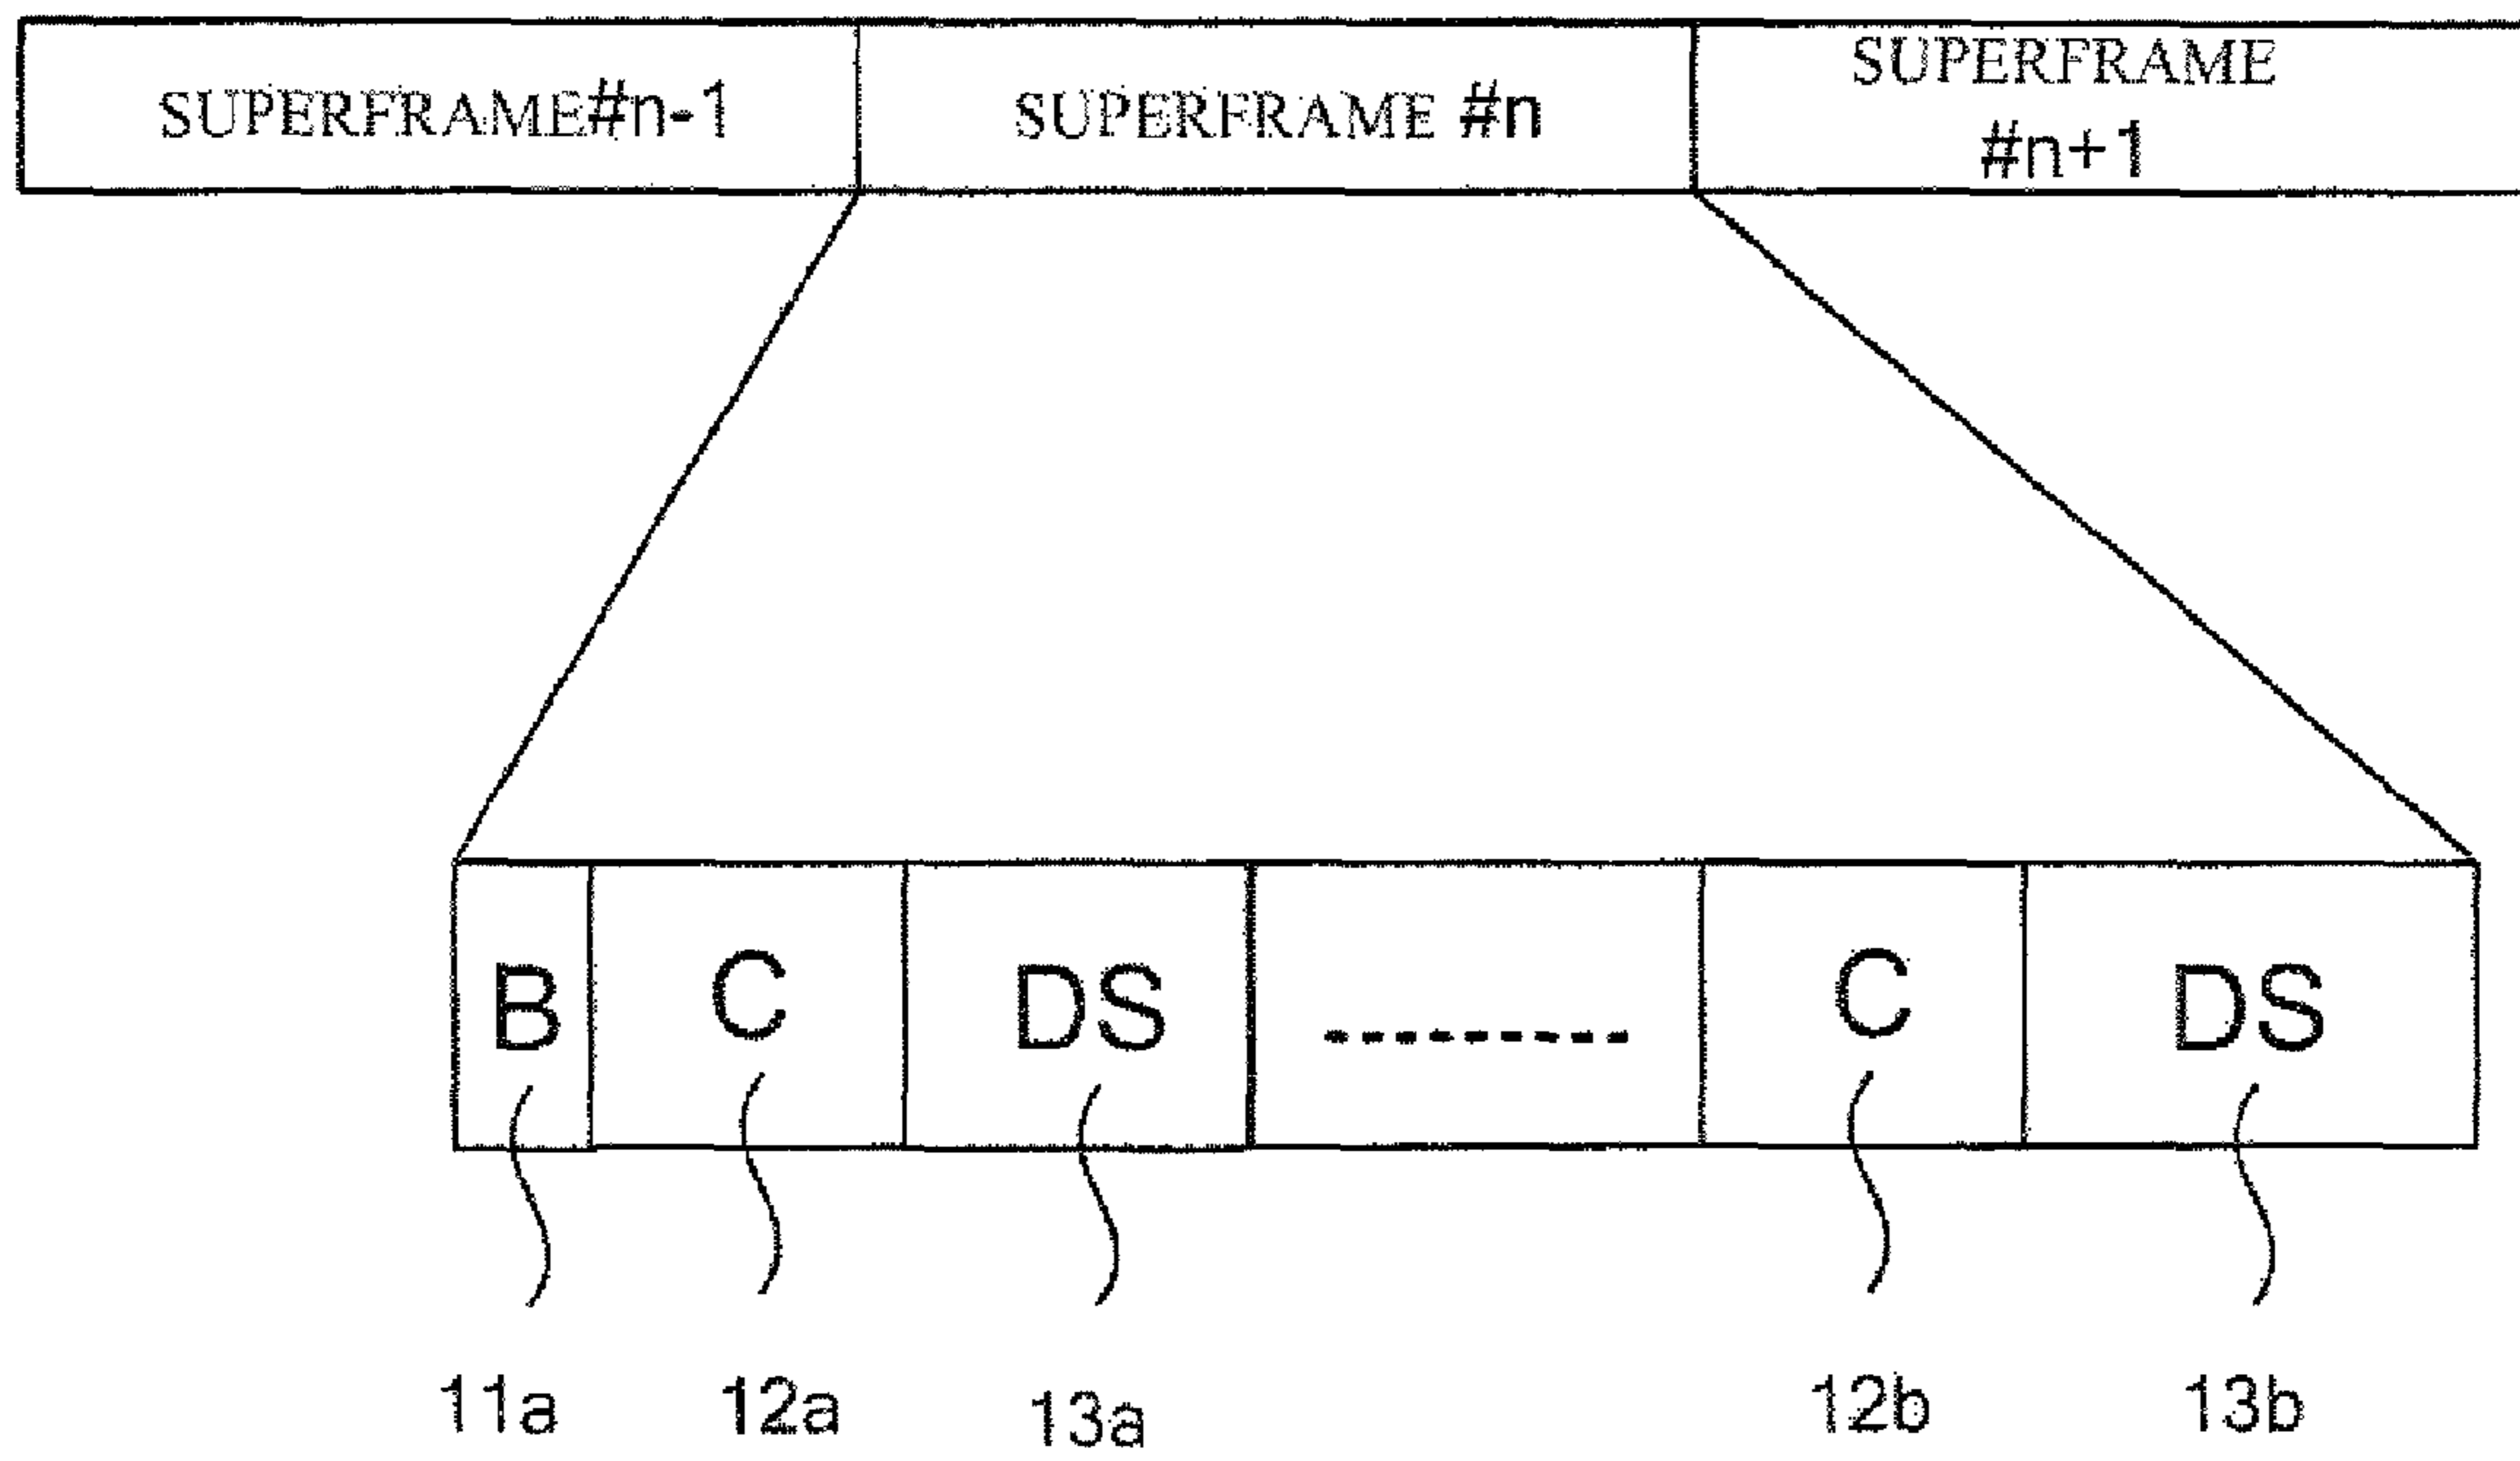 SUPERFRAME#n-1
SUPERFRAME #n
SUPERFRAME
#n+1
B
C
DS
C
DS
11a
12a
13a
12b
13b